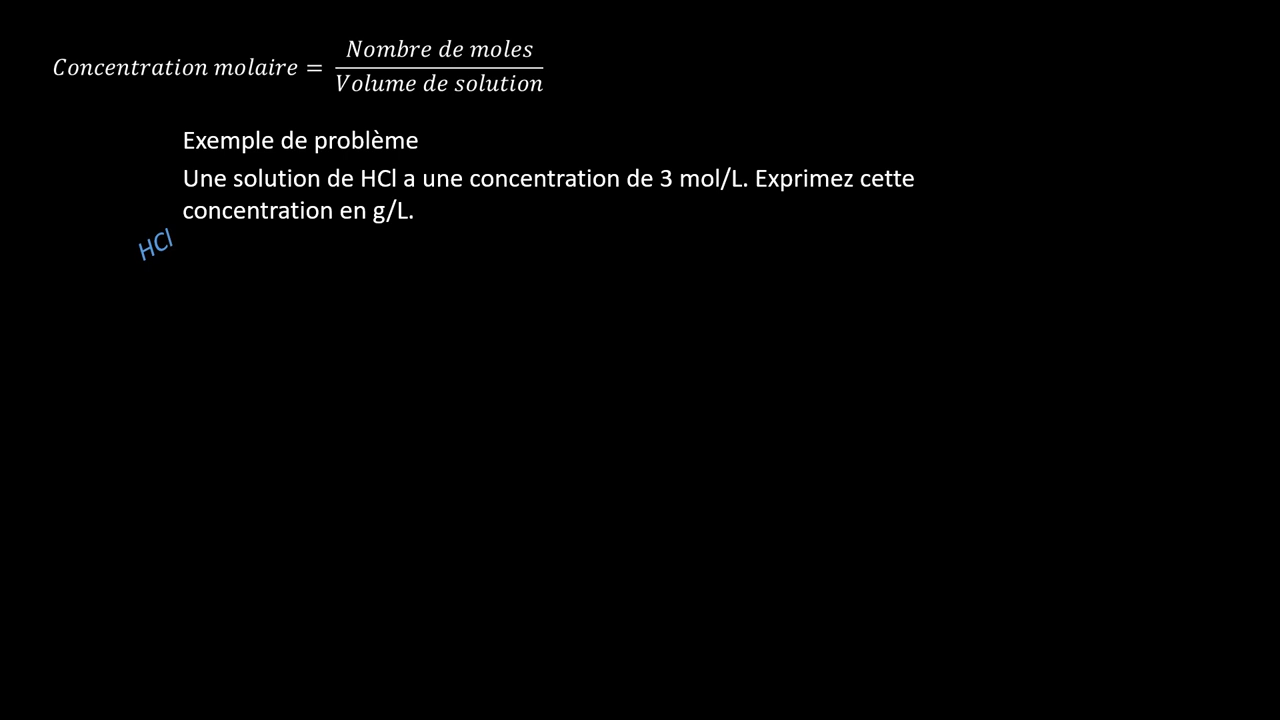 Concentration molaire = Nombre de moles / Volume de solution
Exemple de problème
Une solution de HCl a une concentration de 3 mol/L. Exprimez cette
concentration en g/L.
HCl